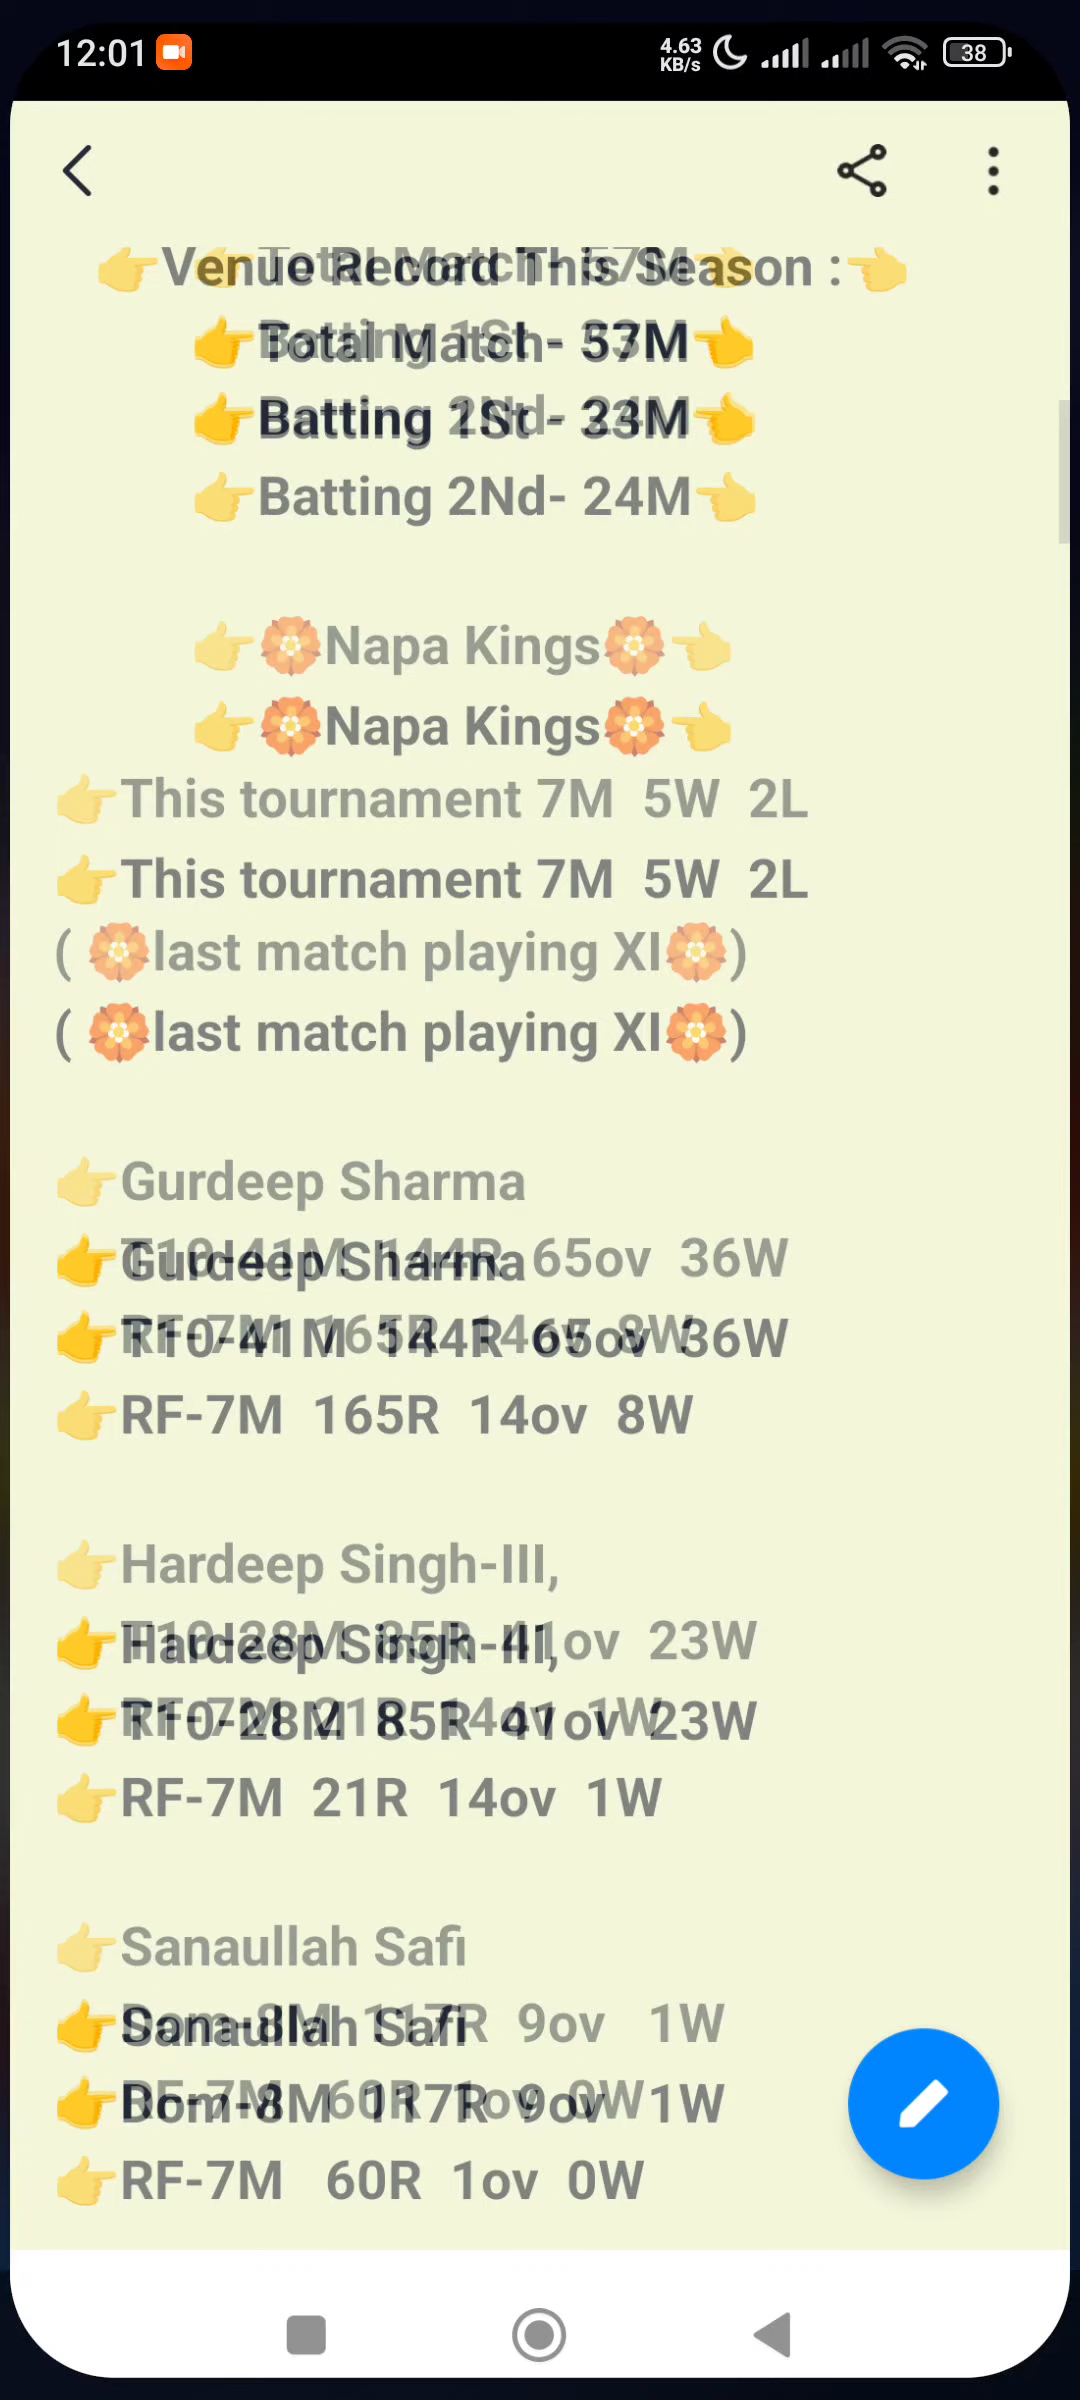 12:01
4.63
KB/s
38
👉Venue Record This Season :👈
👉Total Match- 57M👈
👉Batting 1St - 33M👈
👉Batting 2Nd- 24M👈
👉🏵️Napa Kings🏵️👈
👉This tournament 7M 5W 2L
( 🏵️last match playing XI🏵️)
👉Gurdeep Sharma
👉T10-41M 144R 65ov 36W
👉RF-7M 165R 14ov 8W
👉Hardeep Singh-III,
👉T10-28M 85R 41ov 23W
👉RF-7M 21R 14ov 1W
👉Sanaullah Safi
👉Dom-8M 117R 9ov 1W
👉RF-7M 60R 1ov 0W